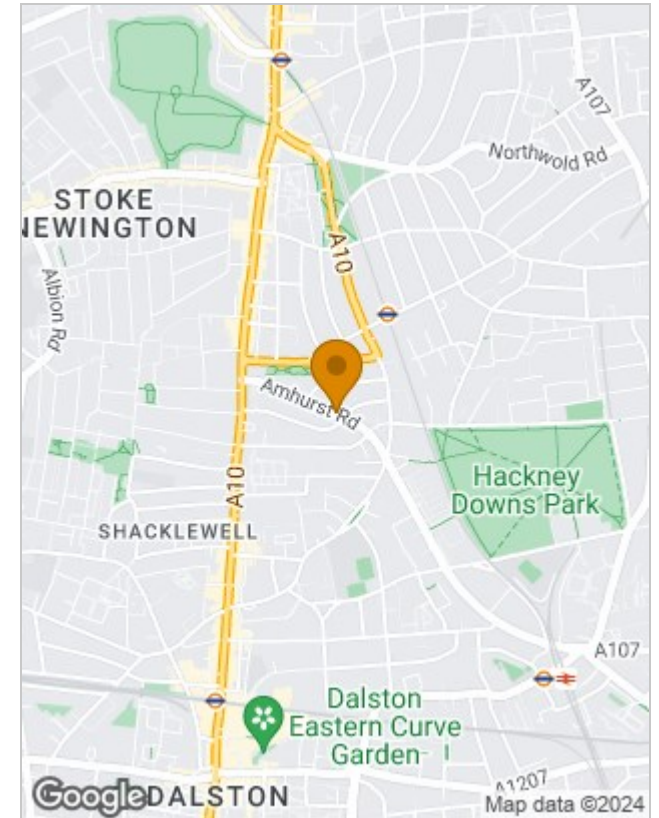 A107
Northwold Rd
STOKE
NEWINGTON
A10
Albion Rd
Amhurst Rd
A10
Hackney
Downs Park
SHACKLEWELL
A107
Dalston
Eastern Curve
Garden
A1207
Google
DALSTON
Map data ©2024